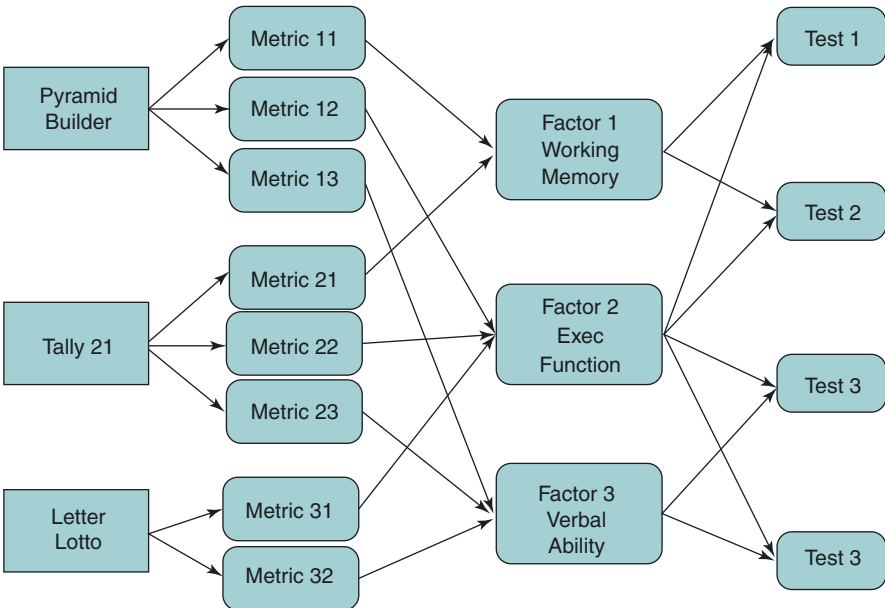 Pyramid
Builder
Tally 21
Letter
Lotto
Metric 11
Metric 12
Metric 13
Metric 21
Metric 22
Metric 23
Metric 31
Metric 32
Factor 1
Working
Memory
Factor 2
Exec
Function
Factor 3
Verbal
Ability
Test 1
Test 2
Test 3
Test 3